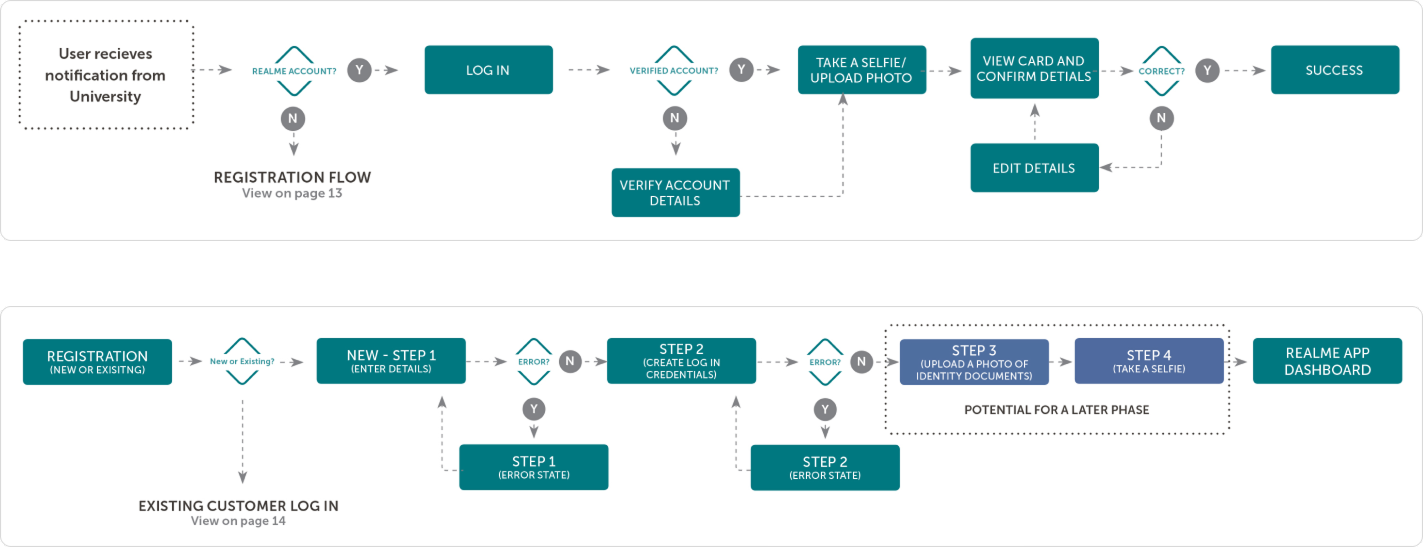 User recieves
notification from
University
REALME ACCOUNT?
Y
N
REGISTRATION FLOW
View on page 13
LOG IN
VERIFIED ACCOUNT?
Y
N
VERIFY ACCOUNT
DETAILS
TAKE A SELFIE/
UPLOAD PHOTO
VIEW CARD AND
CONFIRM DETIALS
CORRECT?
Y
N
EDIT DETAILS
SUCCESS
REGISTRATION
(NEW OR EXISITNG)
New or Existing?
EXISTING CUSTOMER LOG IN
View on page 14
NEW - STEP 1
(ENTER DETAILS)
ERROR?
N
Y
STEP 1
(ERROR STATE)
STEP 2
(CREATE LOG IN
CREDENTIALS)
ERROR?
N
Y
STEP 2
(ERROR STATE)
STEP 3
(UPLOAD A PHOTO OF
IDENTITY DOCUMENTS)
STEP 4
(TAKE A SELFIE)
POTENTIAL FOR A LATER PHASE
REALME APP
DASHBOARD